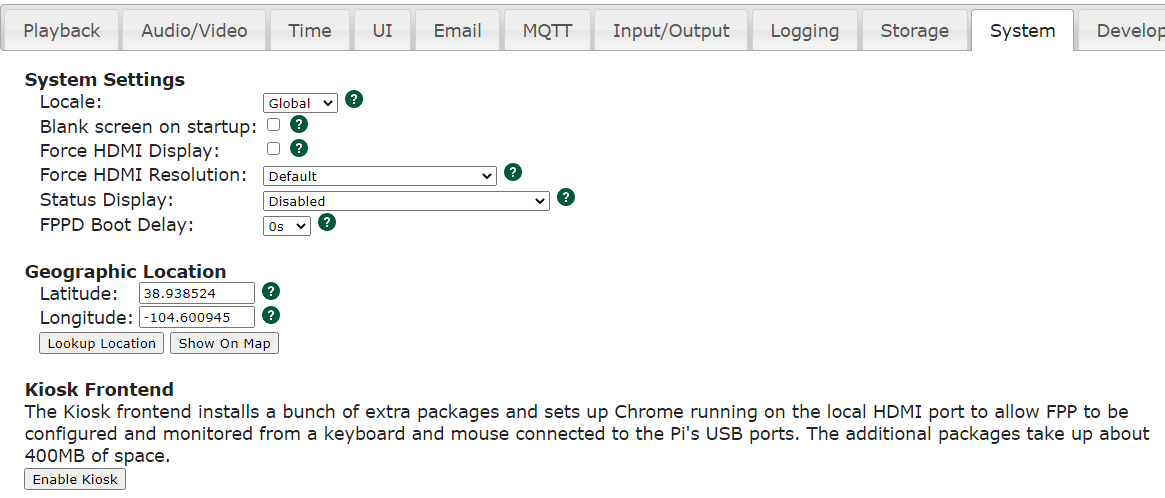 Playback Audio/Video Time UI Email MQTT Input/Output Logging Storage System Develop
System Settings
Locale: Global ?
Blank screen on startup: ?
Force HDMI Display: ?
Force HDMI Resolution: Default ?
Status Display: Disabled ?
FPPD Boot Delay: 0s ?
Geographic Location
Latitude: 38.938524 ?
Longitude: -104.600945 ?
Lookup Location Show On Map
Kiosk Frontend
The Kiosk frontend installs a bunch of extra packages and sets up Chrome running on the local HDMI port to allow FPP to be
configured and monitored from a keyboard and mouse connected to the Pi's USB ports. The additional packages take up about
400MB of space.
Enable Kiosk